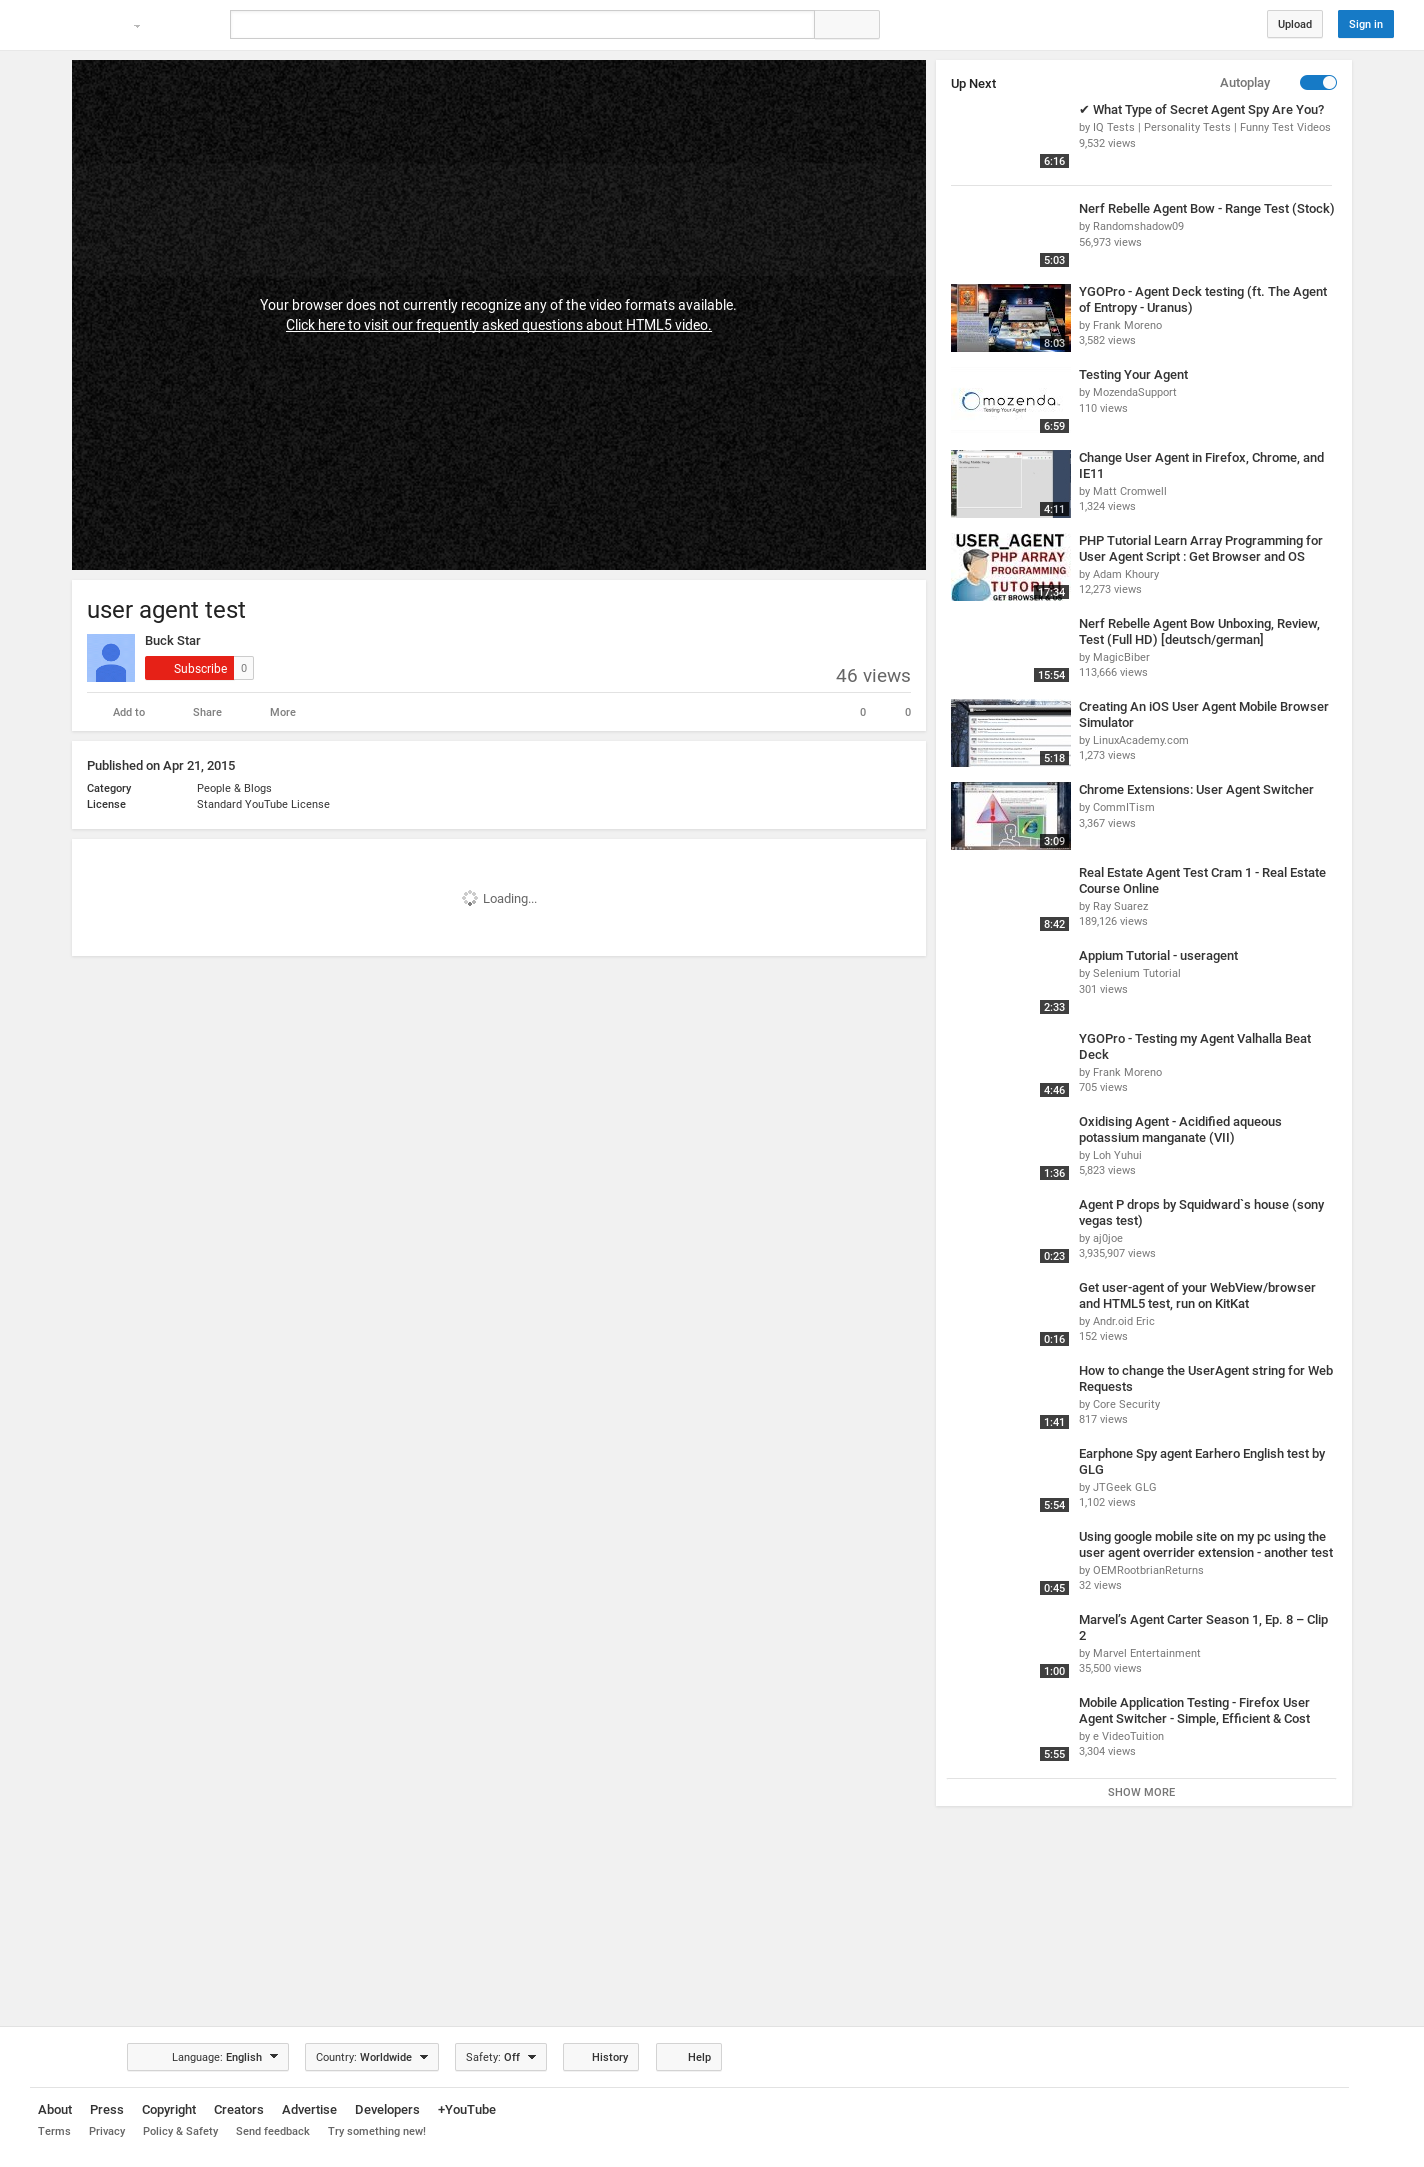 Upload
Sign in
Your browser does not currently recognize any of the video formats available.
Click here to visit our frequently asked questions about HTML5 video.
user agent test
Buck Star
Subscribe 0
46 views
Add to Share More 0 0
Published on Apr 21, 2015
Category People & Blogs
License Standard YouTube License
Loading...
Up Next Autoplay
✔ What Type of Secret Agent Spy Are You?
by IQ Tests | Personality Tests | Funny Test Videos
9,532 views
6:16
Nerf Rebelle Agent Bow - Range Test (Stock)
by Randomshadow09
56,973 views
5:03
YGOPro - Agent Deck testing (ft. The Agent
of Entropy - Uranus)
by Frank Moreno
3,582 views
8:03
Testing Your Agent
by MozendaSupport
110 views
mozenda
Testing Your Agent
6:59
Change User Agent in Firefox, Chrome, and
IE11
by Matt Cromwell
1,324 views
4:11
USER_AGENT
PHP ARRAY
PROGRAMMING
TUTORIAL
GET BROWSER & OS
17:34
PHP Tutorial Learn Array Programming for
User Agent Script : Get Browser and OS
by Adam Khoury
12,273 views
Nerf Rebelle Agent Bow Unboxing, Review,
Test (Full HD) [deutsch/german]
by MagicBiber
113,666 views
15:54
Creating An iOS User Agent Mobile Browser
Simulator
by LinuxAcademy.com
1,273 views
5:18
Chrome Extensions: User Agent Switcher
by CommITism
3,367 views
3:09
Real Estate Agent Test Cram 1 - Real Estate
Course Online
by Ray Suarez
189,126 views
8:42
Appium Tutorial - useragent
by Selenium Tutorial
301 views
2:33
YGOPro - Testing my Agent Valhalla Beat
Deck
by Frank Moreno
705 views
4:46
Oxidising Agent - Acidified aqueous
potassium manganate (VII)
by Loh Yuhui
5,823 views
1:36
Agent P drops by Squidward`s house (sony
vegas test)
by aj0joe
3,935,907 views
0:23
Get user-agent of your WebView/browser
and HTML5 test, run on KitKat
by Andr.oid Eric
152 views
0:16
How to change the UserAgent string for Web
Requests
by Core Security
817 views
1:41
Earphone Spy agent Earhero English test by
GLG
by JTGeek GLG
1,102 views
5:54
Using google mobile site on my pc using the
user agent overrider extension - another test
by OEMRootbrianReturns
32 views
0:45
Marvel’s Agent Carter Season 1, Ep. 8 – Clip
2
by Marvel Entertainment
35,500 views
1:00
Mobile Application Testing - Firefox User
Agent Switcher - Simple, Efficient & Cost
by e VideoTuition
3,304 views
5:55
SHOW MORE
Language: English Country: Worldwide Safety: Off History Help
About Press Copyright Creators Advertise Developers +YouTube
Terms Privacy Policy & Safety Send feedback Try something new!